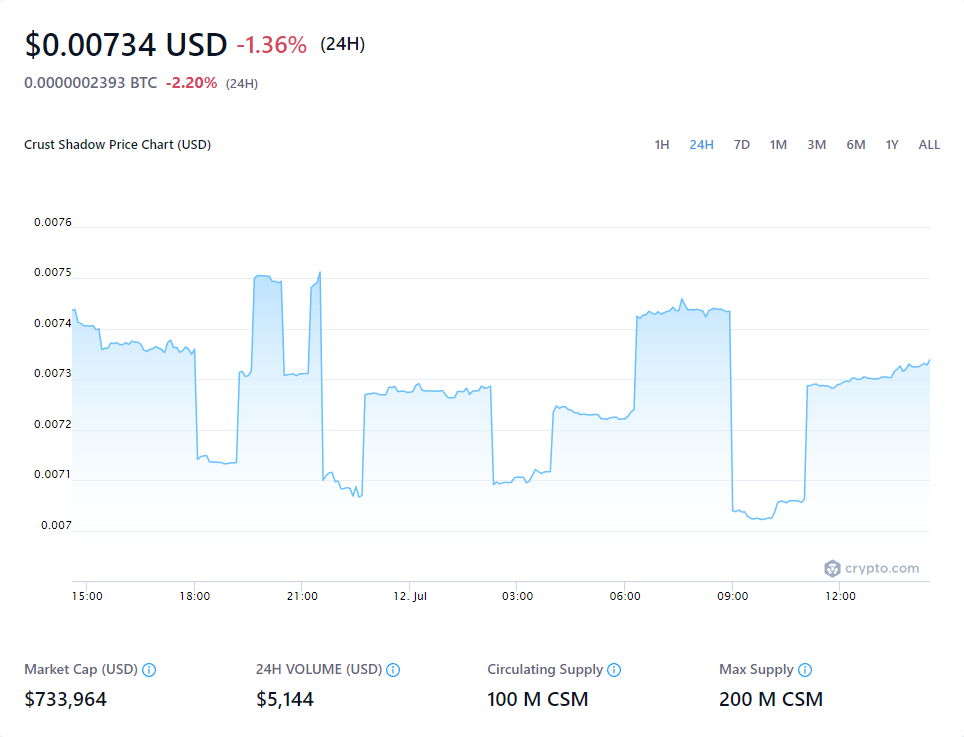 $0.00734 USD -1.36% (24H)
0.0000002393 BTC -2.20% (24H)
Crust Shadow Price Chart (USD) 1H 24H 7D 1M 3M 6M 1Y ALL
0.0076
0.0075
0.0074
0.0073
0.0072
0.0071
0.007
crypto.com
15:00 18:00 21:00 12. Jul 03:00 06:00 09:00 12:00
Market Cap (USD) 24H VOLUME (USD) Circulating Supply Max Supply
$733,964 $5,144 100 M CSM 200 M CSM